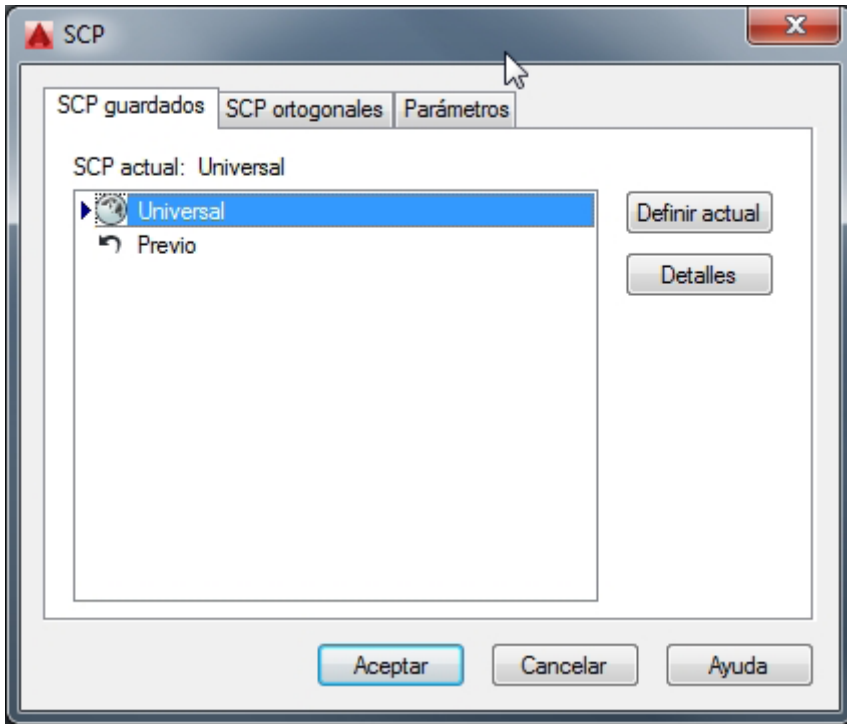 SCP
SCP guardados
SCP ortogonales
Parámetros
SCP actual: Universal
Universal
Previo
Definir actual
Detalles
Aceptar
Cancelar
Ayuda